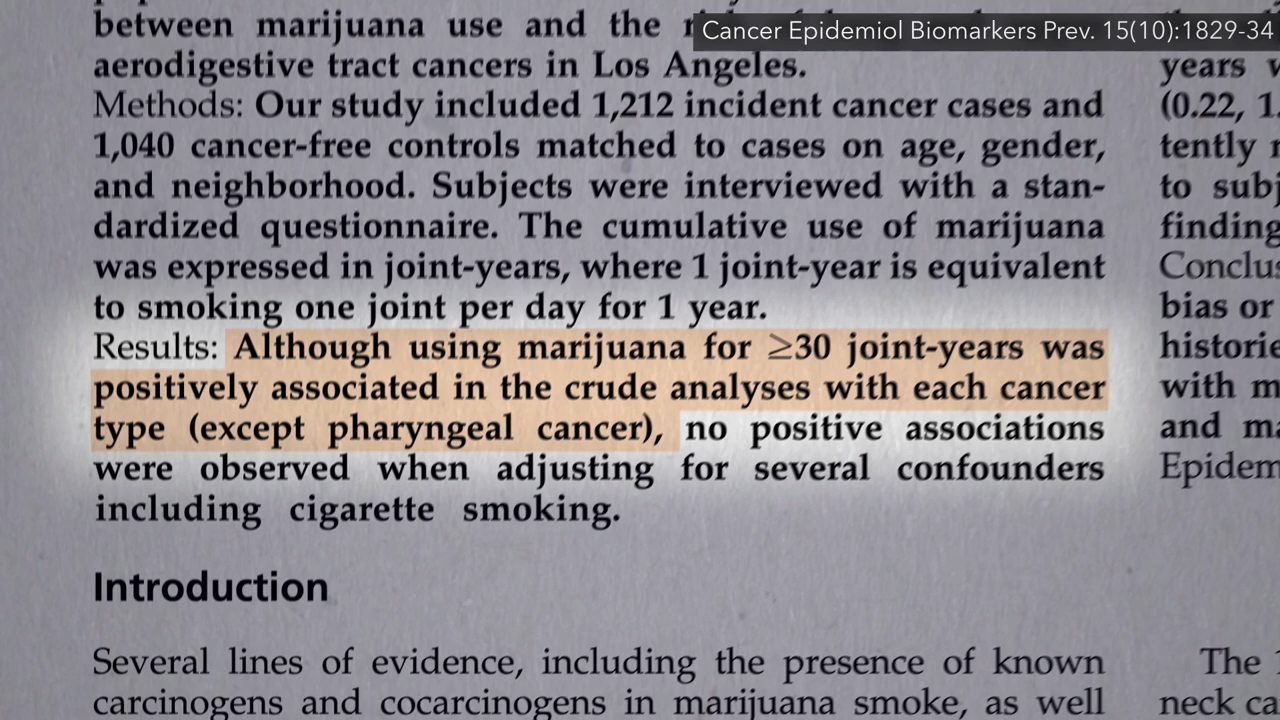 Cancer Epidemiol Biomarkers Prev. 15(10):1829-34
between marijuana use and the
aerodigestive tract cancers in Los Angeles.
Methods: Our study included 1,212 incident cancer cases and
1,040 cancer-free controls matched to cases on age, gender,
and neighborhood. Subjects were interviewed with a stan-
dardized questionnaire. The cumulative use of marijuana
was expressed in joint-years, where 1 joint-year is equivalent
to smoking one joint per day for 1 year.
Results: Although using marijuana for ≥30 joint-years was
positively associated in the crude analyses with each cancer
type (except pharyngeal cancer), no positive associations
were observed when adjusting for several confounders
including cigarette smoking.
Introduction
Several lines of evidence, including the presence of known
carcinogens and cocarcinogens in marijuana smoke, as well
years
(0.22, 1.
tently
to
finding
bias or
with
and
The
neck